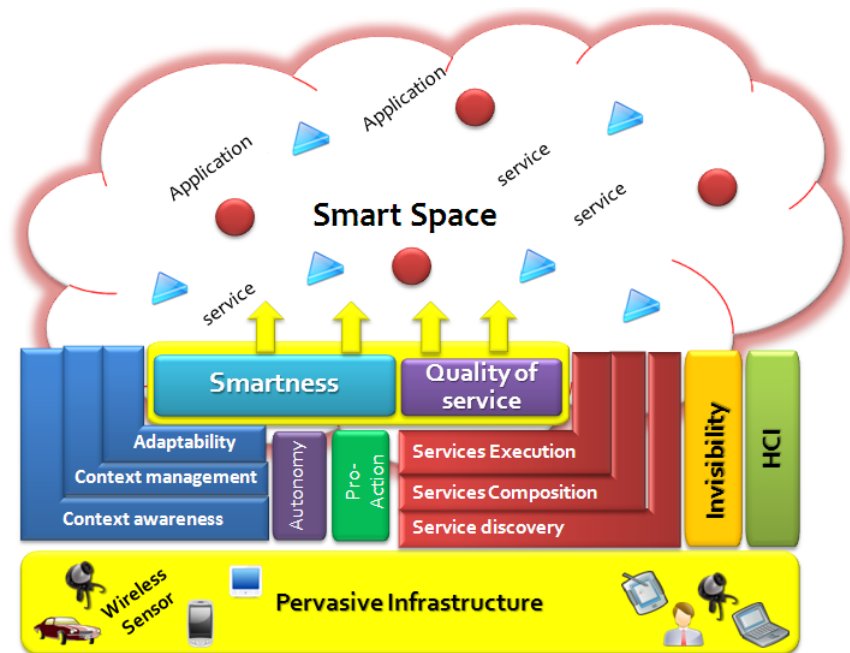 Application
Application
service
service
Smart Space
service
Smartness
Quality of
service
Adaptability
Context management
Context awareness
Autonomy
Pro-
Action
Services Execution
Services Composition
Service discovery
Invisibility
HCI
Wireless
Sensor
Pervasive Infrastructure